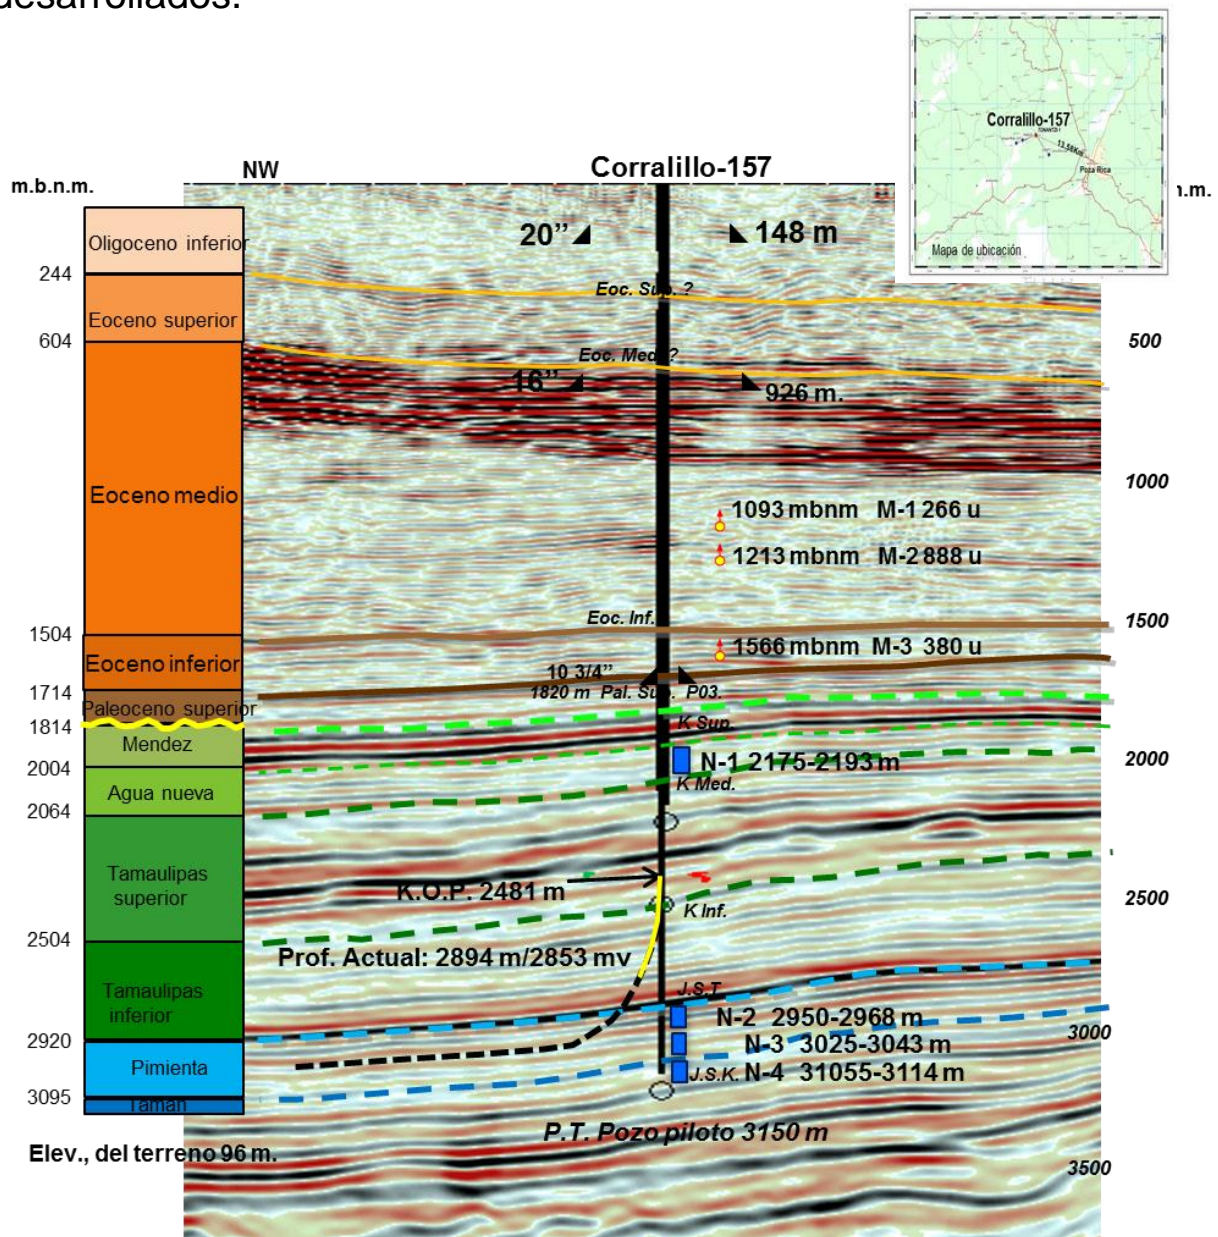 desarrollados.
Corralillo-157
13.56Km
Poza Rica
Mapa de ubicación
NW
Corralillo-157
m.b.n.m.
n.m.
Oligoceno inferior
20” 148 m
244
Eoc. Sup. ?
Eoceno superior
604
500
Eoc. Med ?
16” 926 m.
Eoceno medio
1000
1093 mbnm M-1 266 u
1213 mbnm M-2 888 u
1504
Eoc. Inf.
1500
Eoceno inferior
1566 mbnm M-3 380 u
10 3/4”
1714
1820 m Pal. Sup. P03.
Paleoceno superior
1814
K Sup.
Mendez
2004
N-1 2175-2193 m
2000
K Med.
Agua nueva
2064
Tamaulipas
superior
K.O.P. 2481 m
2500
K Inf.
2504
Prof. Actual: 2894 m/2853 mv
Tamaulipas
inferior
J.S.T
N-2 2950-2968 m
2920
3000
N-3 3025-3043 m
Pimienta
J.S.K. N-4 31055-3114 m
3095
Taman
P.T. Pozo piloto 3150 m
Elev., del terreno 96 m.
3500